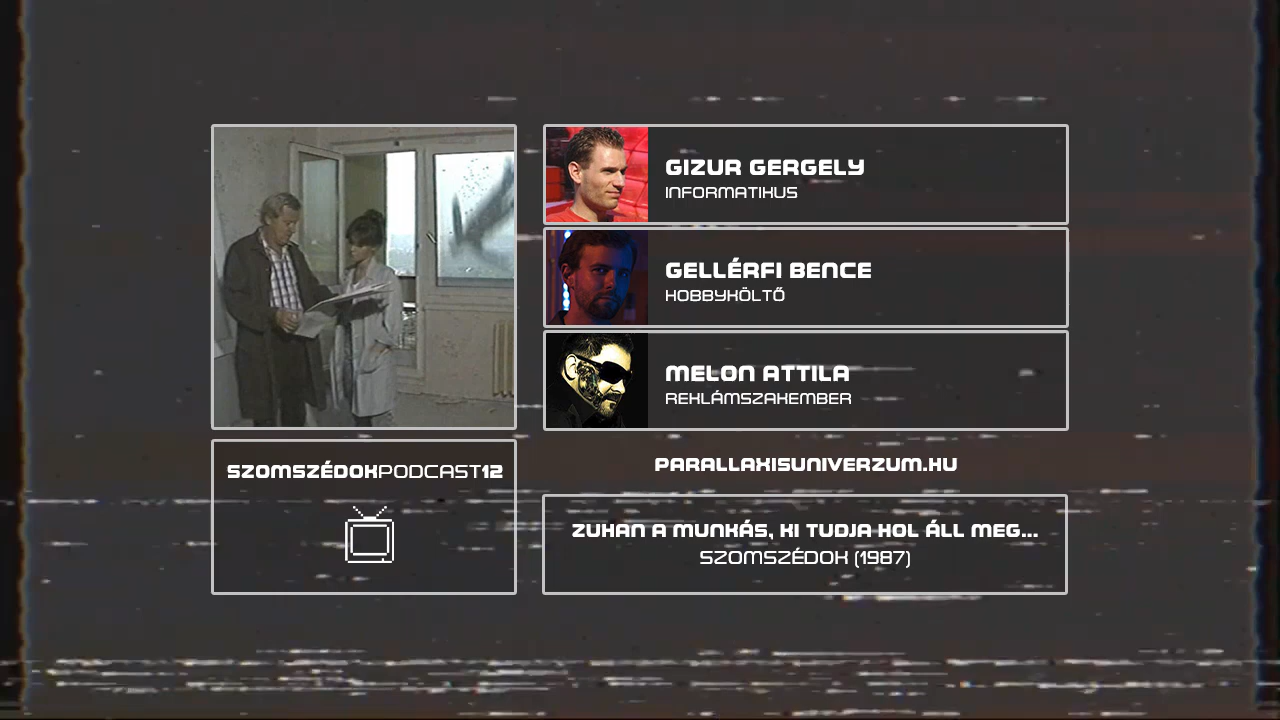 GIZUR GERGELY
INFORMATIKUS
GELLÉRFI BENCE
HOBBYKÖLTŐ
MELON ATTILA
REKLÁMSZAKEMBER
SZOMSZÉDOKPODCAST12
PARALLAXISUNIVERZUM.HU
ZUHAN A MUNKÁS, KI TUDJA HOL ÁLL MEG...
SZOMSZÉDOK (1987)